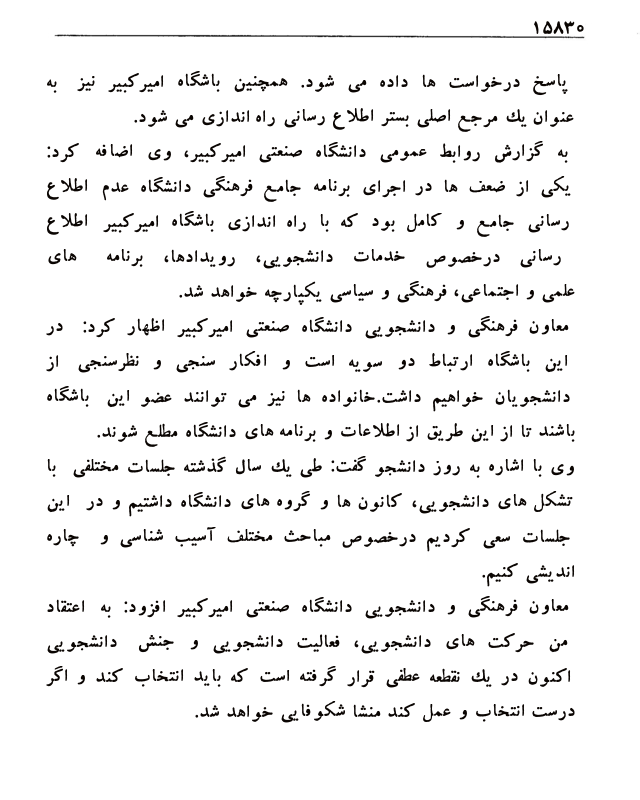 ۱۵۸۳۰
پاسخ درخواست ها داده می شود. همچنین باشگاه امیرکبیر نیز به
عنوان یك مرجع اصلی بستر اطلاع رسانی راه اندازی می شود.
به گزارش روابط عمومی دانشگاه صنعتی امیرکبیر، وی اضافه کرد:
یکی از ضعف ها در اجرای برنامه جامع فرهنگی دانشگاه عدم اطلاع
رسانی جامع و کامل بود که با راه اندازی باشگاه امیرکبیر اطلاع
رسانی درخصوص خدمات دانشجویی، رویدادها، برنامه های
علمی و اجتماعی، فرهنگی و سیاسی یکپارچه خواهد شد.
معاون فرهنگی و دانشجویی دانشگاه صنعتی امیرکبیر اظهار کرد: در
این باشگاه ارتباط دو سویه است و افکار سنجی و نظرسنجی از
دانشجویان خواهیم داشت.خانواده ها نیز می توانند عضو این باشگاه
باشند تا از این طریق از اطلاعات و برنامه های دانشگاه مطلع شوند.
وی با اشاره به روز دانشجو گفت: طی یك سال گذشته جلسات مختلفی با
تشکل های دانشجویی، کانون ها و گروه های دانشگاه داشتیم و در این
جلسات سعی کردیم درخصوص مباحث مختلف آسیب شناسی و چاره
اندیشی کنیم.
معاون فرهنگی و دانشجویی دانشگاه صنعتی امیرکبیر افزود: به اعتقاد
من حرکت های دانشجویی، فعالیت دانشجویی و جنش دانشجویی
اکنون در یك نقطعه عطفی قرار گرفته است که باید انتخاب کند و اگر
درست انتخاب و عمل کند منشا شکوفایی خواهد شد.